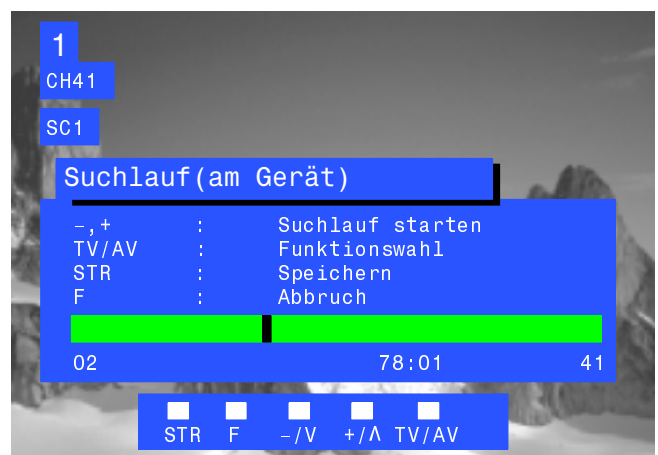 1
CH41
SC1
Suchlauf(am Gerät)
-,+ : Suchlauf starten
TV/AV : Funktionswahl
STR : Speichern
F : Abbruch
02 78:01 41
STR F -/V +/Λ TV/AV